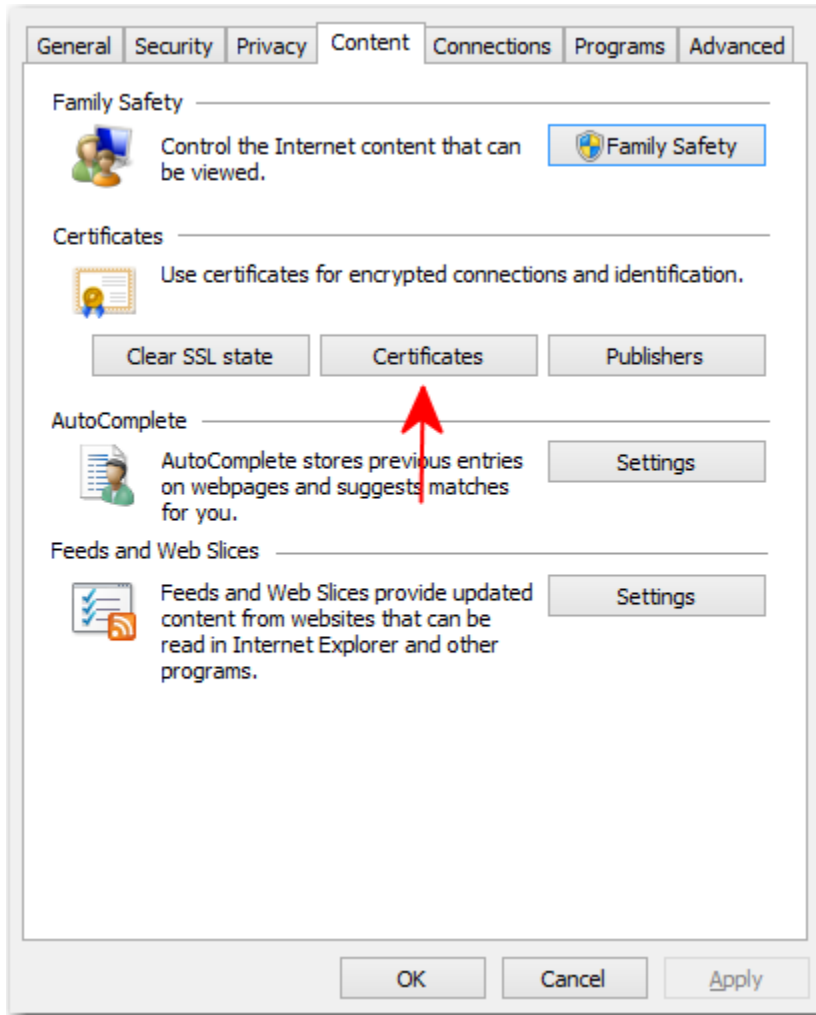 General Security Privacy Content Connections Programs Advanced
Family Safety
Control the Internet content that can
be viewed.
Family Safety
Certificates
Use certificates for encrypted connections and identification.
Clear SSL state Certificates Publishers
AutoComplete
AutoComplete stores previous entries
on webpages and suggests matches
for you.
Settings
Feeds and Web Slices
Feeds and Web Slices provide updated
content from websites that can be
read in Internet Explorer and other
programs.
Settings
OK Cancel Apply